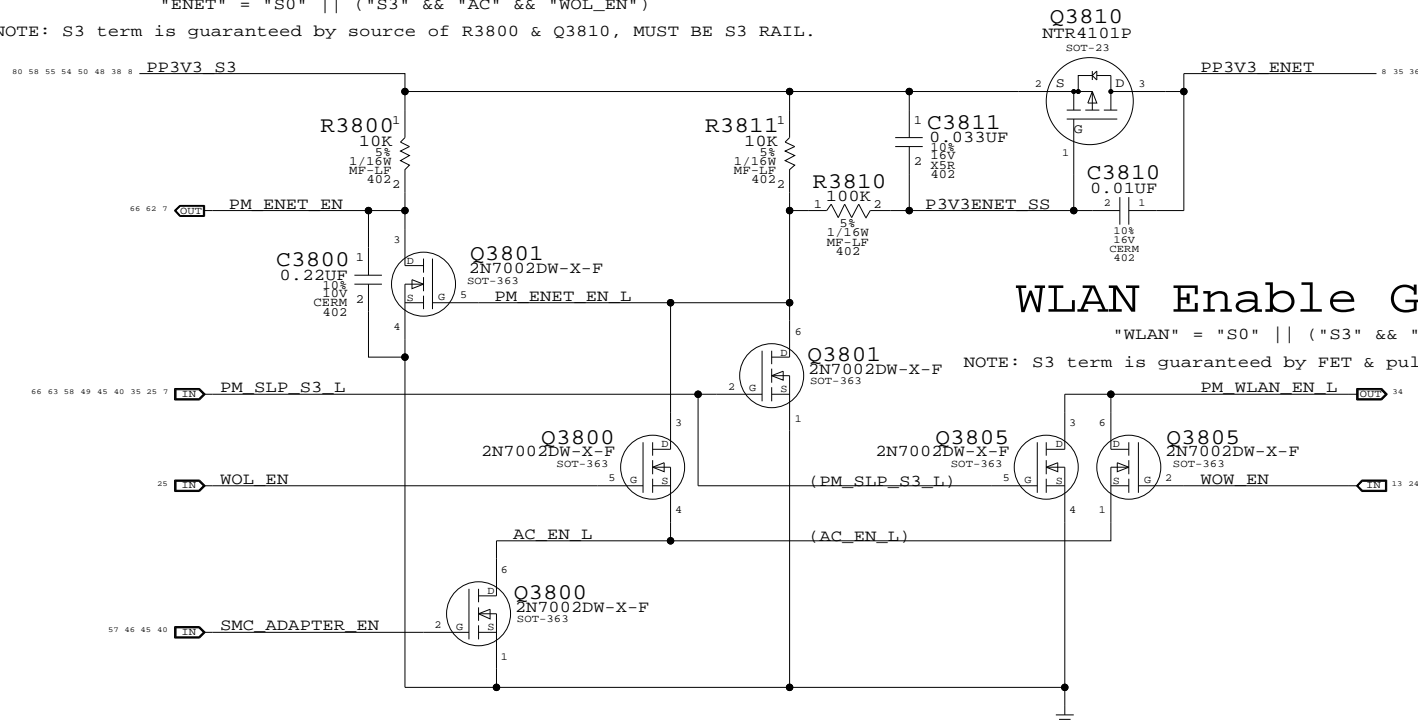 "ENET" = "S0" || ("S3" && "AC" && "WOL_EN")
NOTE: S3 term is guaranteed by source of R3800 & Q3810, MUST BE S3 RAIL.
Q3810
NTR4101P
SOT-23
80 58 55 54 50 48 38 8
PP3V3_S3
PP3V3_ENET
8 35 36
2
S
D
3
G
1
R3800
1
10K
5%
1/16W
MF-LF
402
2
R3811
1
10K
5%
1/16W
MF-LF
402
2
1
C3811
0.033UF
10%
16V
X5R
402
2
R3810
100K
1
2
5%
1/16W
MF-LF
402
P3V3ENET_SS
C3810
0.01UF
2
1
10%
16V
CERM
402
66 62 7
OUT
PM_ENET_EN
C3800
1
0.22UF
10%
10V
CERM
402
2
3
D
S
G
5
4
Q3801
2N7002DW-X-F
SOT-363
PM_ENET_EN_L
WLAN Enable G
"WLAN" = "S0" || ("S3" && "
NOTE: S3 term is guaranteed by FET & pul
6
D
G
S
2
1
Q3801
2N7002DW-X-F
SOT-363
66 63 58 49 45 40 35 25 7
IN
PM_SLP_S3_L
PM_WLAN_EN_L
OUT
34
Q3800
2N7002DW-X-F
SOT-363
3
D
G
S
5
4
Q3805
2N7002DW-X-F
SOT-363
3
D
G
S
5
4
6
D
S
G
2
1
Q3805
2N7002DW-X-F
SOT-363
25
IN
WOL_EN
(PM_SLP_S3_L)
WOW_EN
IN
13 24
AC_EN_L
(AC_EN_L)
6
D
G
S
2
1
Q3800
2N7002DW-X-F
SOT-363
57 46 45 40
IN
SMC_ADAPTER_EN